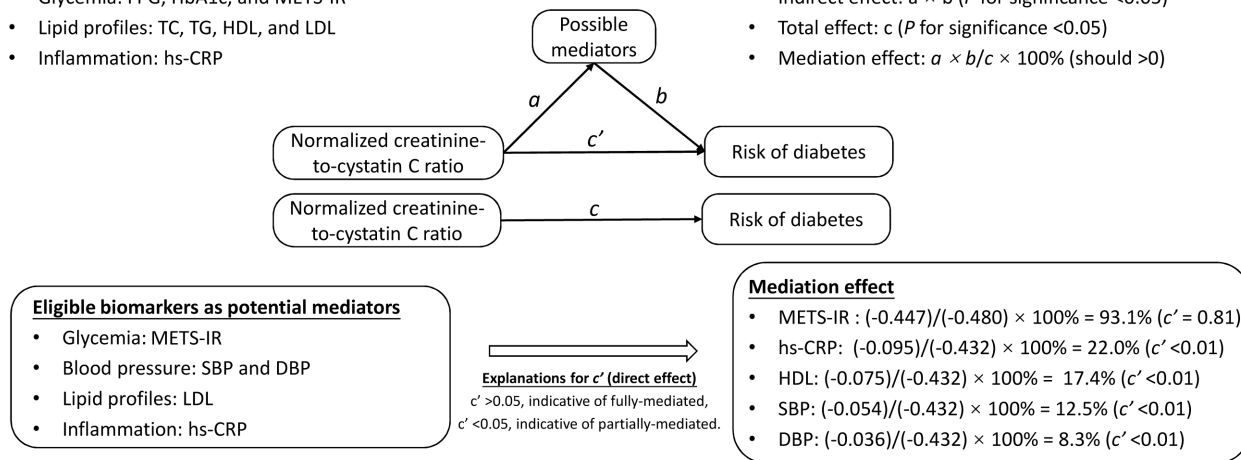 • Lipid profiles: TC, TG, HDL, and LDL
• Inflammation: hs-CRP
Possible
mediators
• Total effect: c (P for significance <0.05)
• Mediation effect: a × b/c × 100% (should >0)
a
b
Normalized creatinine-
to-cystatin C ratio
c’
Risk of diabetes
Normalized creatinine-
to-cystatin C ratio
c
Risk of diabetes
Eligible biomarkers as potential mediators
• Glycemia: METS-IR
• Blood pressure: SBP and DBP
• Lipid profiles: LDL
• Inflammation: hs-CRP
Explanations for c’ (direct effect)
c’ >0.05, indicative of fully-mediated,
c’ <0.05, indicative of partially-mediated.
Mediation effect
• METS-IR : (-0.447)/(-0.480) × 100% = 93.1% (c’ = 0.81)
• hs-CRP: (-0.095)/(-0.432) × 100% = 22.0% (c’ <0.01)
• HDL: (-0.075)/(-0.432) × 100% = 17.4% (c’ <0.01)
• SBP: (-0.054)/(-0.432) × 100% = 12.5% (c’ <0.01)
• DBP: (-0.036)/(-0.432) × 100% = 8.3% (c’ <0.01)